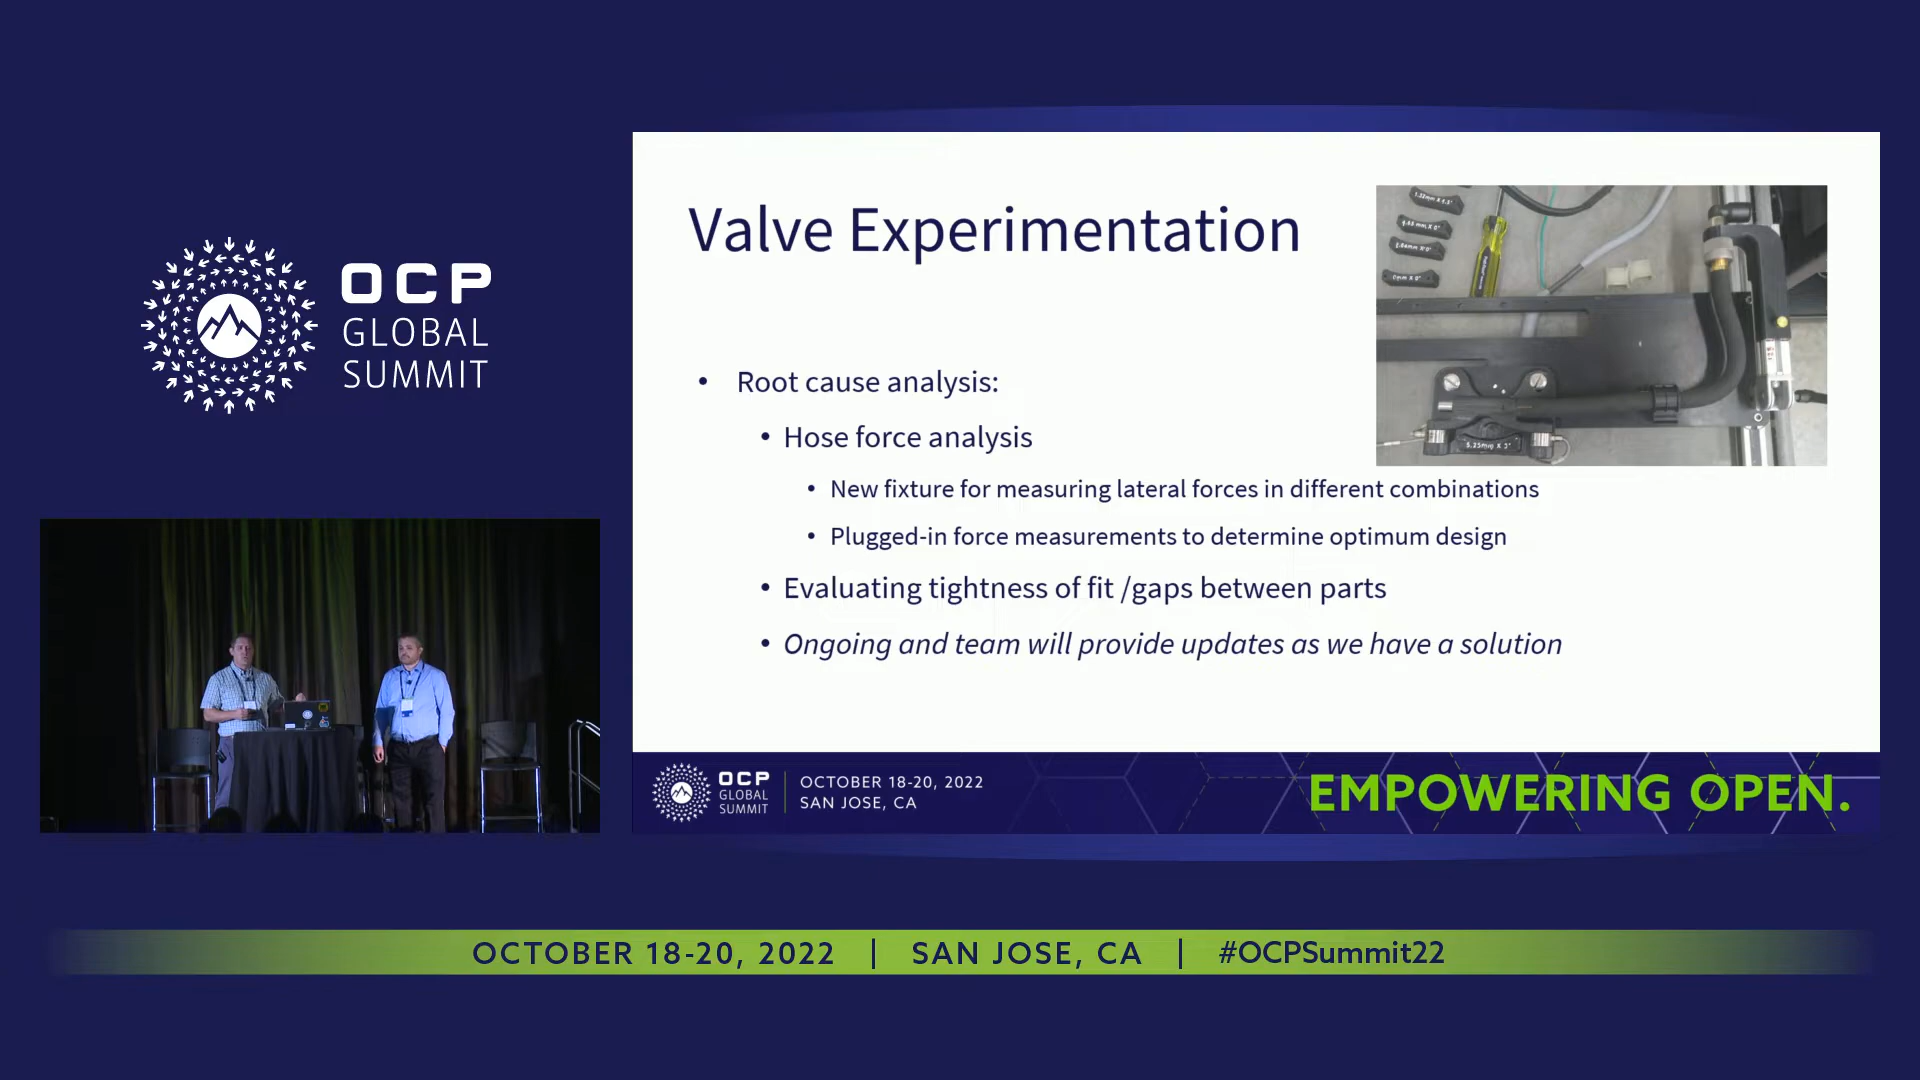 OCP
GLOBAL
SUMMIT
Valve Experimentation
• Root cause analysis:
• Hose force analysis
• New fixture for measuring lateral forces in different combinations
• Plugged-in force measurements to determine optimum design
• Evaluating tightness of fit /gaps between parts
• Ongoing and team will provide updates as we have a solution
5.25mm X 3°
OCP
GLOBAL
SUMMIT
OCTOBER 18-20, 2022
SAN JOSE, CA
EMPOWERING OPEN.
OCTOBER 18-20, 2022 | SAN JOSE, CA | #OCPSummit22